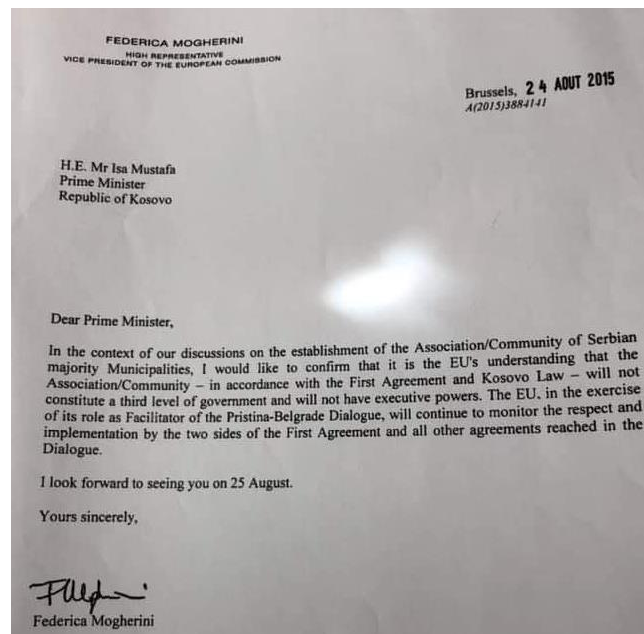 FEDERICA MOGHERINI
HIGH REPRESENTATIVE
VICE PRESIDENT OF THE EUROPEAN COMMISSION
Brussels, 24 AOUT 2015
A(2015)3884141
H.E. Mr Isa Mustafa
Prime Minister
Republic of Kosovo
Dear Prime Minister,
In the context of our discussions on the establishment of the Association/Community of Serbian
majority Municipalities, I would like to confirm that it is the EU's understanding that the
Association/Community – in accordance with the First Agreement and Kosovo Law – will not
constitute a third level of government and will not have executive powers. The EU, in the exercise
of its role as Facilitator of the Pristina-Belgrade Dialogue, will continue to monitor the respect and
implementation by the two sides of the First Agreement and all other agreements reached in the
Dialogue.
I look forward to seeing you on 25 August.
Yours sincerely,
Federica Mogherini